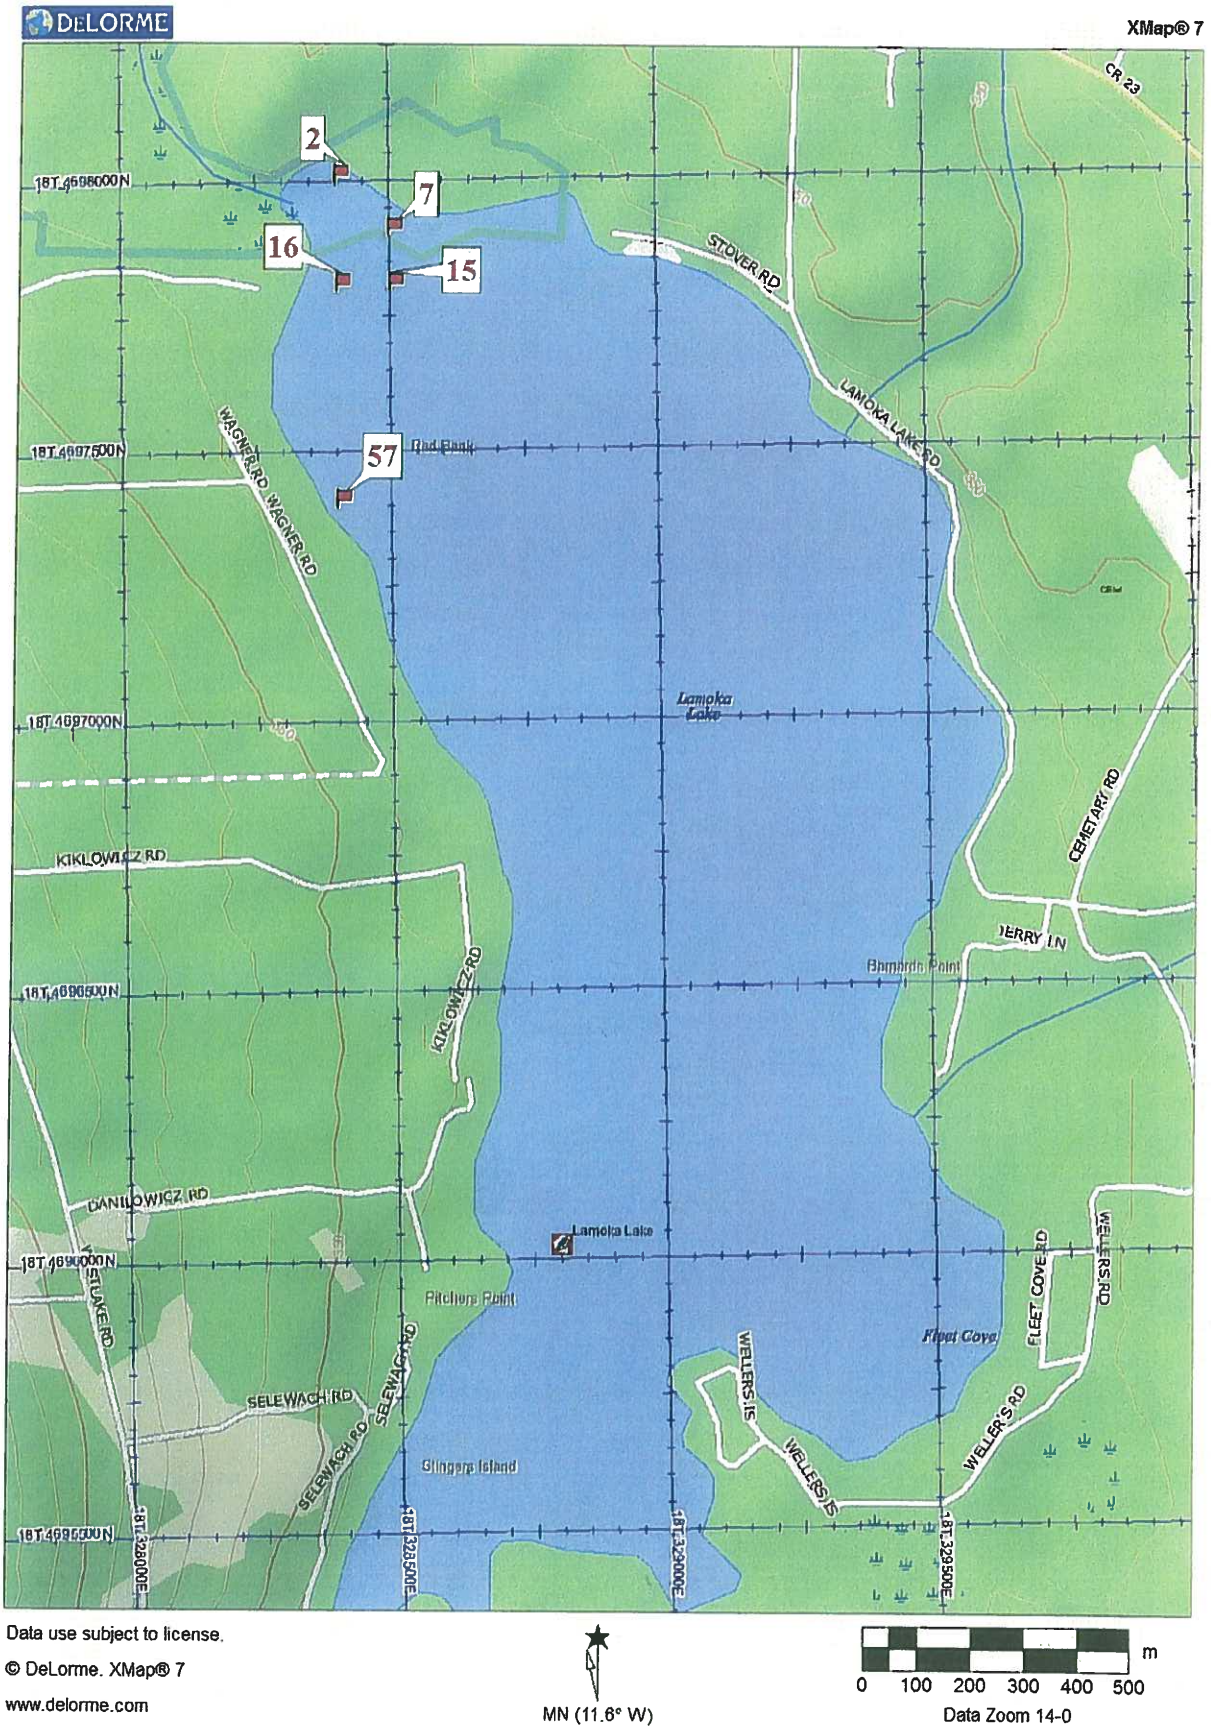 DELORME
XMap® 7
CR 23
2
18T 4698000N
7
16
15
STOVER RD
LAMOKA LAKE RD
WAGNER RD
WAGNER RD
18T 4697500N
57
Lamoka
Lake
18T 4697000N
CEMETARY RD
KIKLOWICZ RD
KIKLOWICZ RD
18T 4696500N
DANILOWICZ RD
Lamoka Lake
18T 4696000N
Pitchers Point
FLEET COVE RD
WELLERS RD
Fleet Cove
WELLERS IS
SELEWACH RD
SELEWACH RD
SELEWACH RD
WELLER'S RD
WELLERS IS
Glingers Island
18T 4695500N
18T 328000E
18T 328500E
18T 329000E
18T 329500E
Data use subject to license.
© DeLorme. XMap® 7
www.delorme.com
MN (11.6° W)
m
0 100 200 300 400 500
Data Zoom 14-0